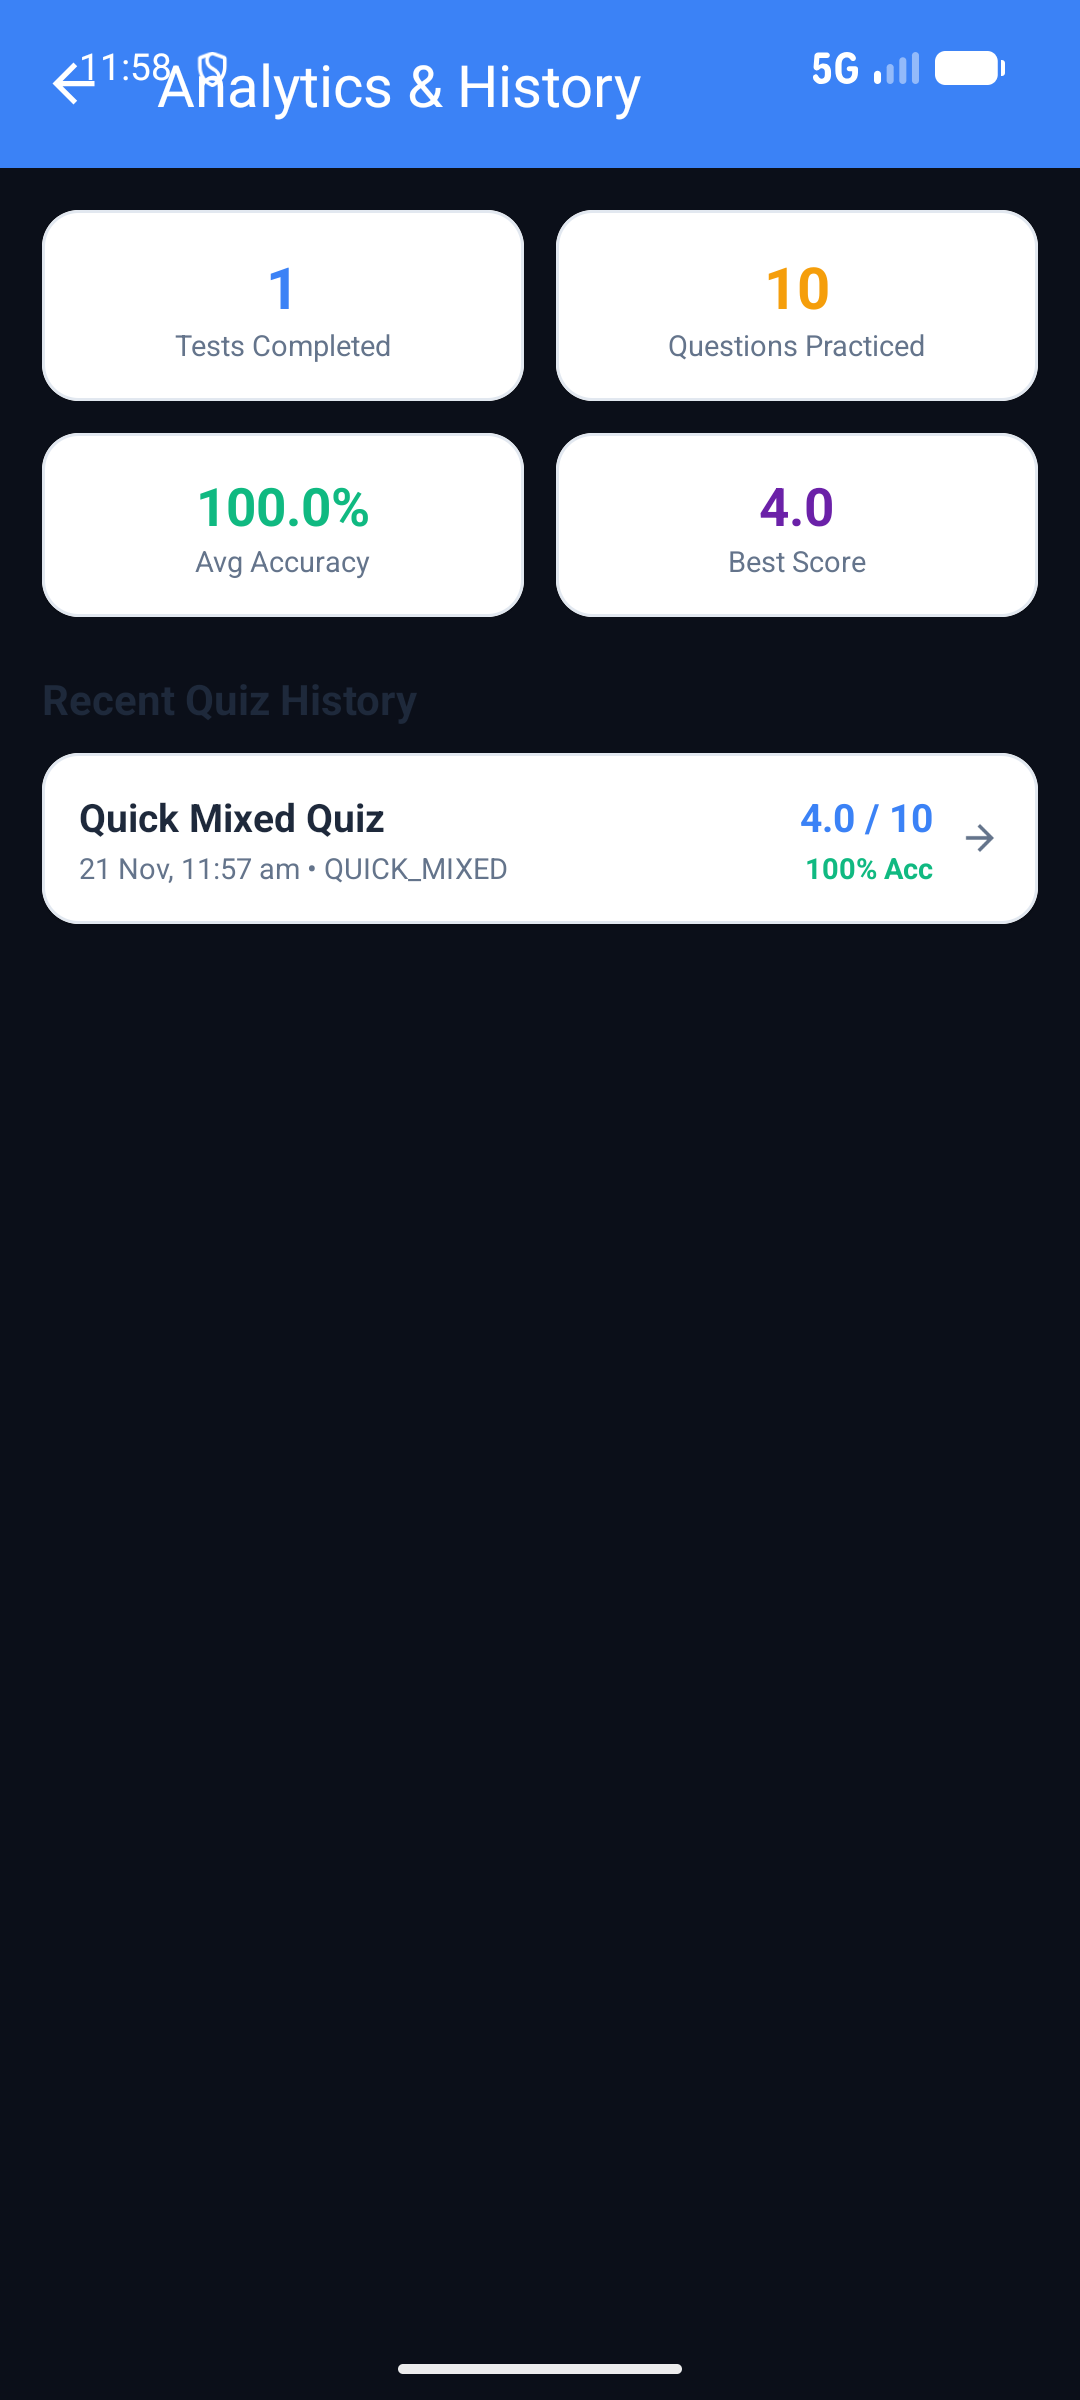 11:58
5G
Analytics & History
1
Tests Completed
10
Questions Practiced
100.0%
Avg Accuracy
4.0
Best Score
Recent Quiz History
Quick Mixed Quiz
4.0 / 10
21 Nov, 11:57 am • QUICK_MIXED
100% Acc